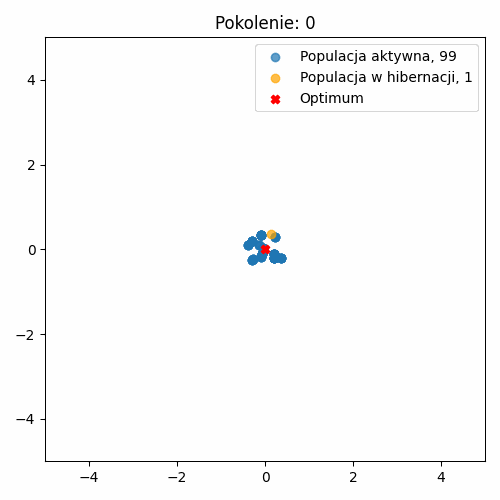 Pokolenie: 0
Populacja aktywna, 99
Populacja w hibernacji, 1
Optimum
4
2
0
−2
−4
−4
−2
0
2
4